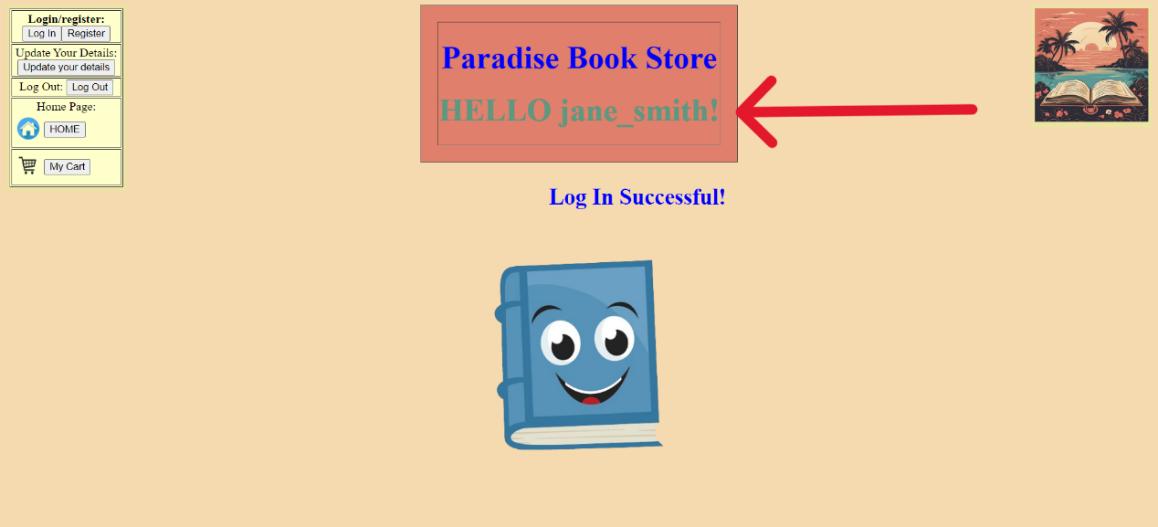 Login/register:
Log In Register
Update Your Details:
Update your details
Log Out: Log Out
Home Page:
HOME
My Cart
Paradise Book Store
HELLO jane_smith!
Log In Successful!